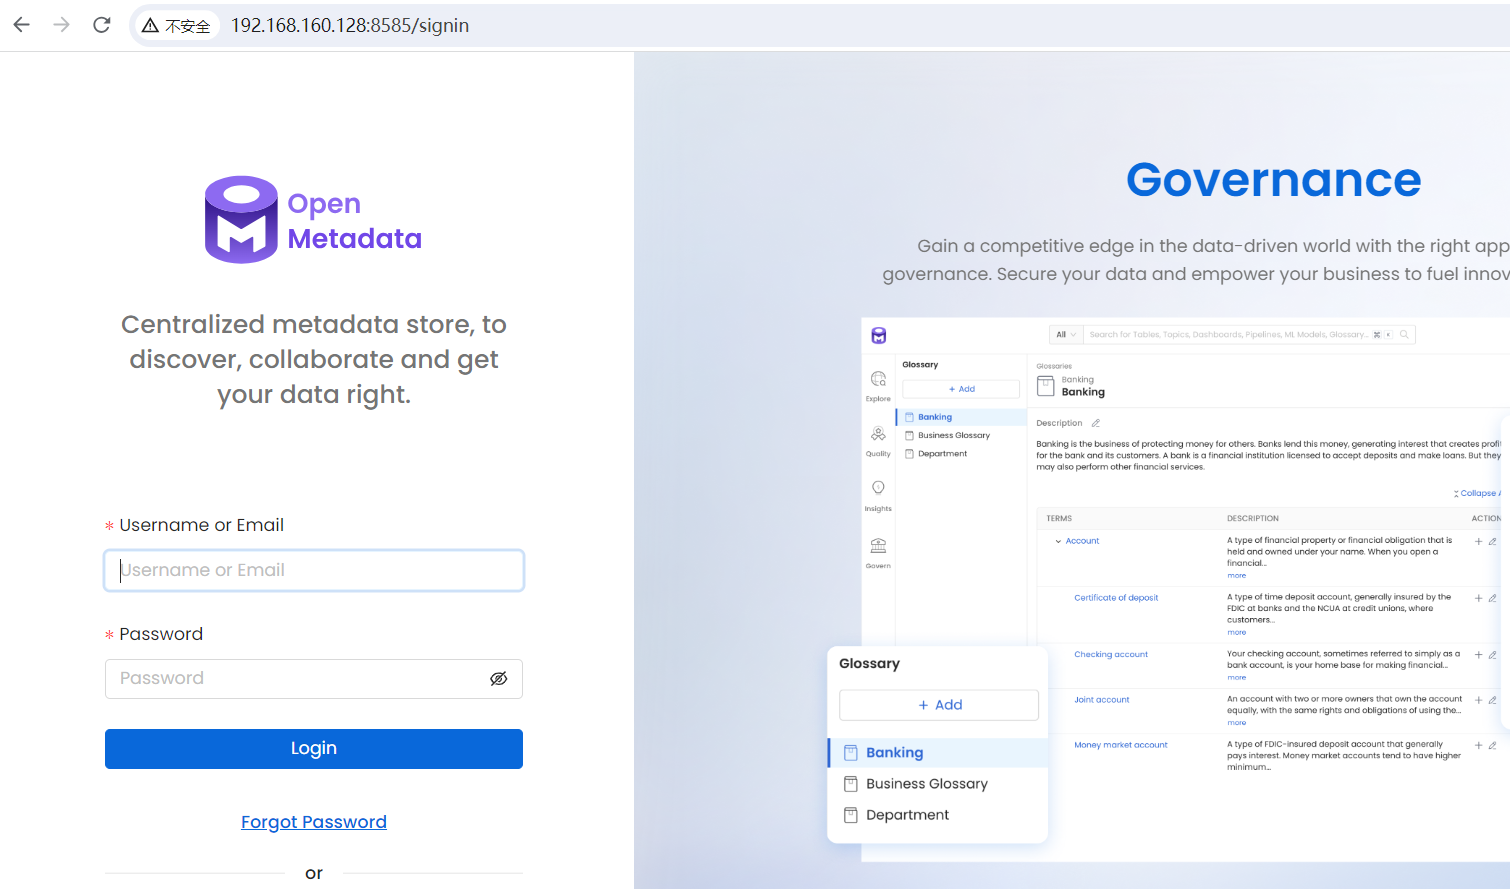 不安全 192.168.160.128:8585/signin
Open
Metadata
Centralized metadata store, to
discover, collaborate and get
your data right.
* Username or Email
Username or Email
* Password
Password
Login
Forgot Password
or
Governance
Gain a competitive edge in the data-driven world with the right app
governance. Secure your data and empower your business to fuel innov
All
Search for Tables, Topics, Dashboards, Pipelines, ML Models, Glossary...
Explore
Quality
Insights
Govern
Glossary
+ Add
Banking
Business Glossary
Department
Glossaries
Banking
Banking
Description
Banking is the business of protecting money for others. Banks lend this money, generating interest that creates profi
for the bank and its customers. A bank is a financial institution licensed to accept deposits and make loans. But they
may also perform other financial services.
Collapse A
TERMS DESCRIPTION ACTION
Account
A type of financial property or financial obligation that is
held and owned under your name. When you open a
financial...
more
Certificate of deposit
A type of time deposit account, generally insured by the
FDIC at banks and the NCUA at credit unions, where
customers...
more
Checking account
Your checking account, sometimes referred to simply as a
bank account, is your home base for making financial...
more
Joint account
An account with two or more owners that own the account
equally, with the same rights and obligations of using the...
more
Money market account
A type of FDIC-insured deposit account that generally
pays interest. Money market accounts tend to have higher
minimum...
Glossary
+ Add
Banking
Business Glossary
Department